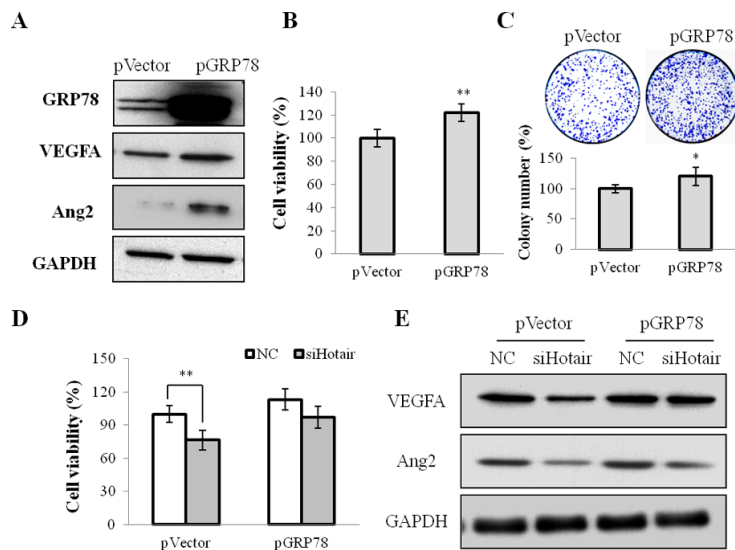 A
pVector pGRP78
GRP78
VEGFA
Ang2
GAPDH
B
Cell viability (%)
140
120
100
80
60
40
20
0
**
pVector pGRP78
C
pVector pGRP78
Colony number (%)
150
100
50
0
*
pVector pGRP78
D
NC siHotair
Cell viability (%)
150
120
90
60
30
0
**
pVector pGRP78
E
pVector pGRP78
NC siHotair NC siHotair
VEGFA
Ang2
GAPDH